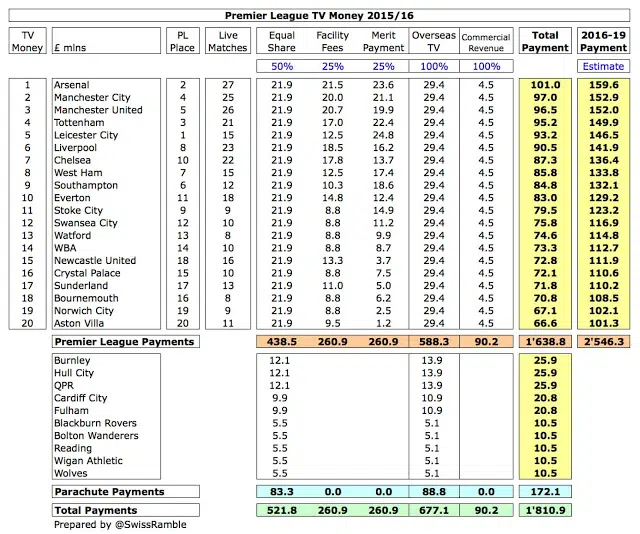 Premier League TV Money 2015/16
TV Money £ mlns PL Place Live Matches Equal Share Facility Fees Merit Payment Overseas TV Commercial Revenue Total Payment 2016-19 Payment
50% 25% 25% 100% 100% Estimate
1 Arsenal 2 27 21.9 21.5 23.6 29.4 4.5 101.0 159.6
2 Manchester City 4 25 21.9 20.0 21.1 29.4 4.5 97.0 152.9
3 Manchester United 5 26 21.9 20.7 19.9 29.4 4.5 96.5 152.0
4 Tottenham 3 21 21.9 17.0 22.4 29.4 4.5 95.2 149.9
5 Leicester City 1 15 21.9 12.5 24.8 29.4 4.5 93.2 146.5
6 Liverpool 8 23 21.9 18.5 16.2 29.4 4.5 90.5 141.9
7 Chelsea 10 22 21.9 17.8 13.7 29.4 4.5 87.3 136.4
8 West Ham 7 15 21.9 12.5 17.4 29.4 4.5 85.8 133.8
9 Southampton 6 12 21.9 10.3 18.6 29.4 4.5 84.8 132.1
10 Everton 11 18 21.9 14.8 12.4 29.4 4.5 83.0 129.2
11 Stoke City 9 9 21.9 8.8 14.9 29.4 4.5 79.5 123.2
12 Swansea City 12 10 21.9 8.8 11.2 29.4 4.5 75.8 116.9
13 Watford 13 8 21.9 8.8 9.9 29.4 4.5 74.6 114.8
14 WBA 14 10 21.9 8.8 8.7 29.4 4.5 73.3 112.7
15 Newcastle United 18 16 21.9 13.3 3.7 29.4 4.5 72.8 111.9
16 Crystal Palace 15 10 21.9 8.8 7.5 29.4 4.5 72.1 110.6
17 Sunderland 17 13 21.9 11.0 5.0 29.4 4.5 71.8 110.2
18 Bournemouth 16 8 21.9 8.8 6.2 29.4 4.5 70.8 108.5
19 Norwich City 19 9 21.9 8.8 2.5 29.4 4.5 67.1 102.1
20 Aston Villa 20 11 21.9 9.5 1.2 29.4 4.5 66.6 101.3
Premier League Payments 438.5 260.9 260.9 588.3 90.2 1'638.8 2'546.3
Burnley 12.1 13.9 25.9
Hull City 12.1 13.9 25.9
QPR 12.1 13.9 25.9
Cardiff City 9.9 10.9 20.8
Fulham 9.9 10.9 20.8
Blackburn Rovers 5.5 5.1 10.5
Bolton Wanderers 5.5 5.1 10.5
Reading 5.5 5.1 10.5
Wigan Athletic 5.5 5.1 10.5
Wolves 5.5 5.1 10.5
Parachute Payments 83.3 0.0 0.0 88.8 0.0 172.1
Total Payments 521.8 260.9 260.9 677.1 90.2 1'810.9
Prepared by @SwissRamble